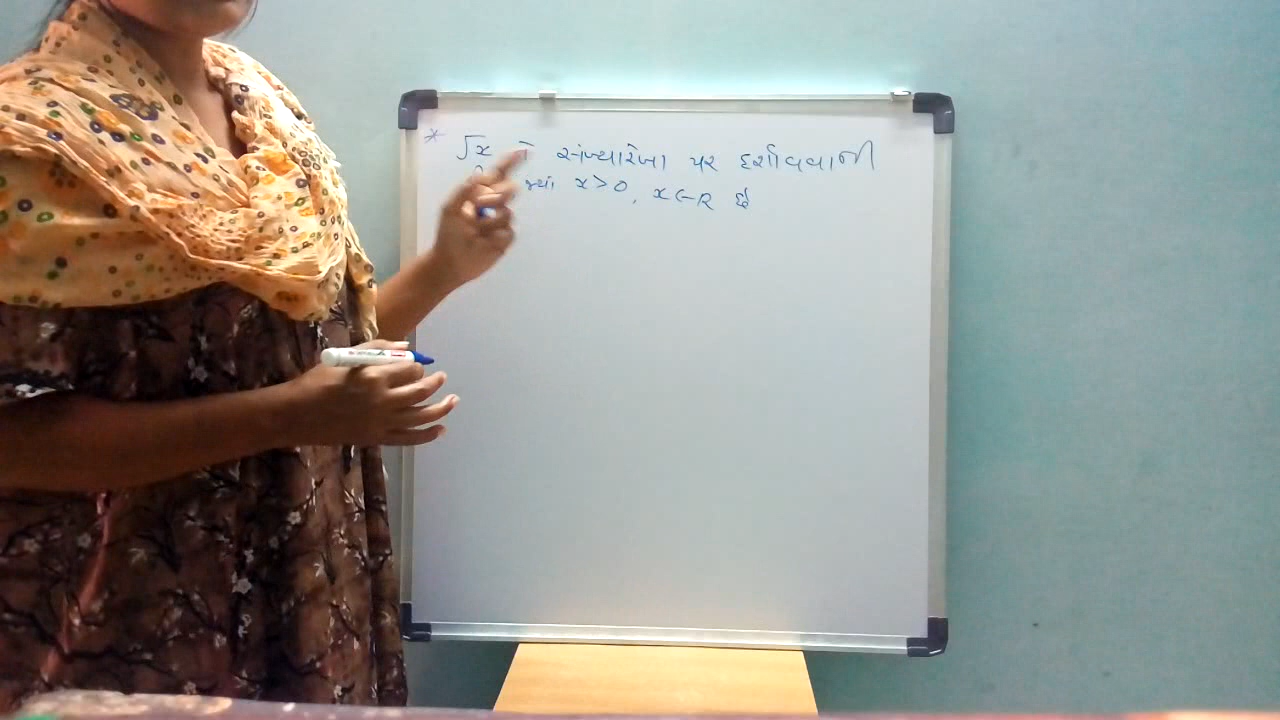 * √x ને સંખ્યારેખા પર દર્શાવવાની
જ્યાં x>0, x∈R છે